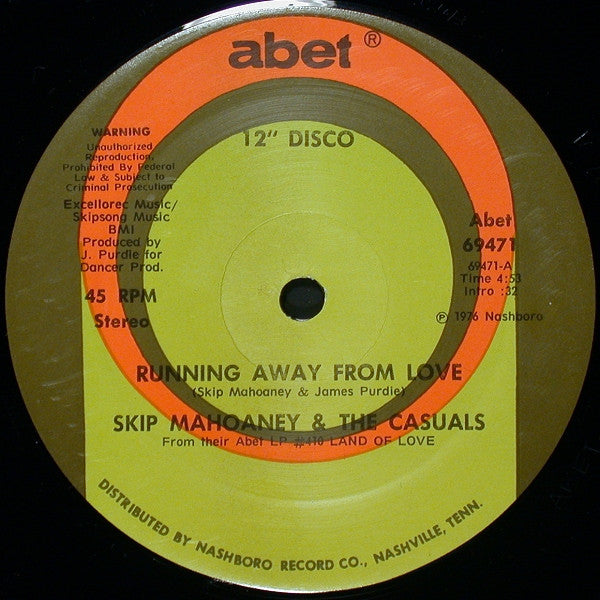 abet®
12" DISCO
WARNING
Unauthorized
Reproduction.
Prohibited By Federal
Law & Subject to
Criminal Prosecution
Excellorec Music/
Skipsong Music
BMI
Produced by
J. Purdie for
Dancer Prod.
45 RPM
Stereo
Abet
69471
69471-A
Time 4:53
Intro :32
℗ 1976 Nashboro
RUNNING AWAY FROM LOVE
(Skip Mahoaney & James Purdie)
SKIP MAHOANEY & THE CASUALS
From their Abet LP #410 LAND OF LOVE
DISTRIBUTED BY NASHBORO RECORD CO., NASHVILLE, TENN.